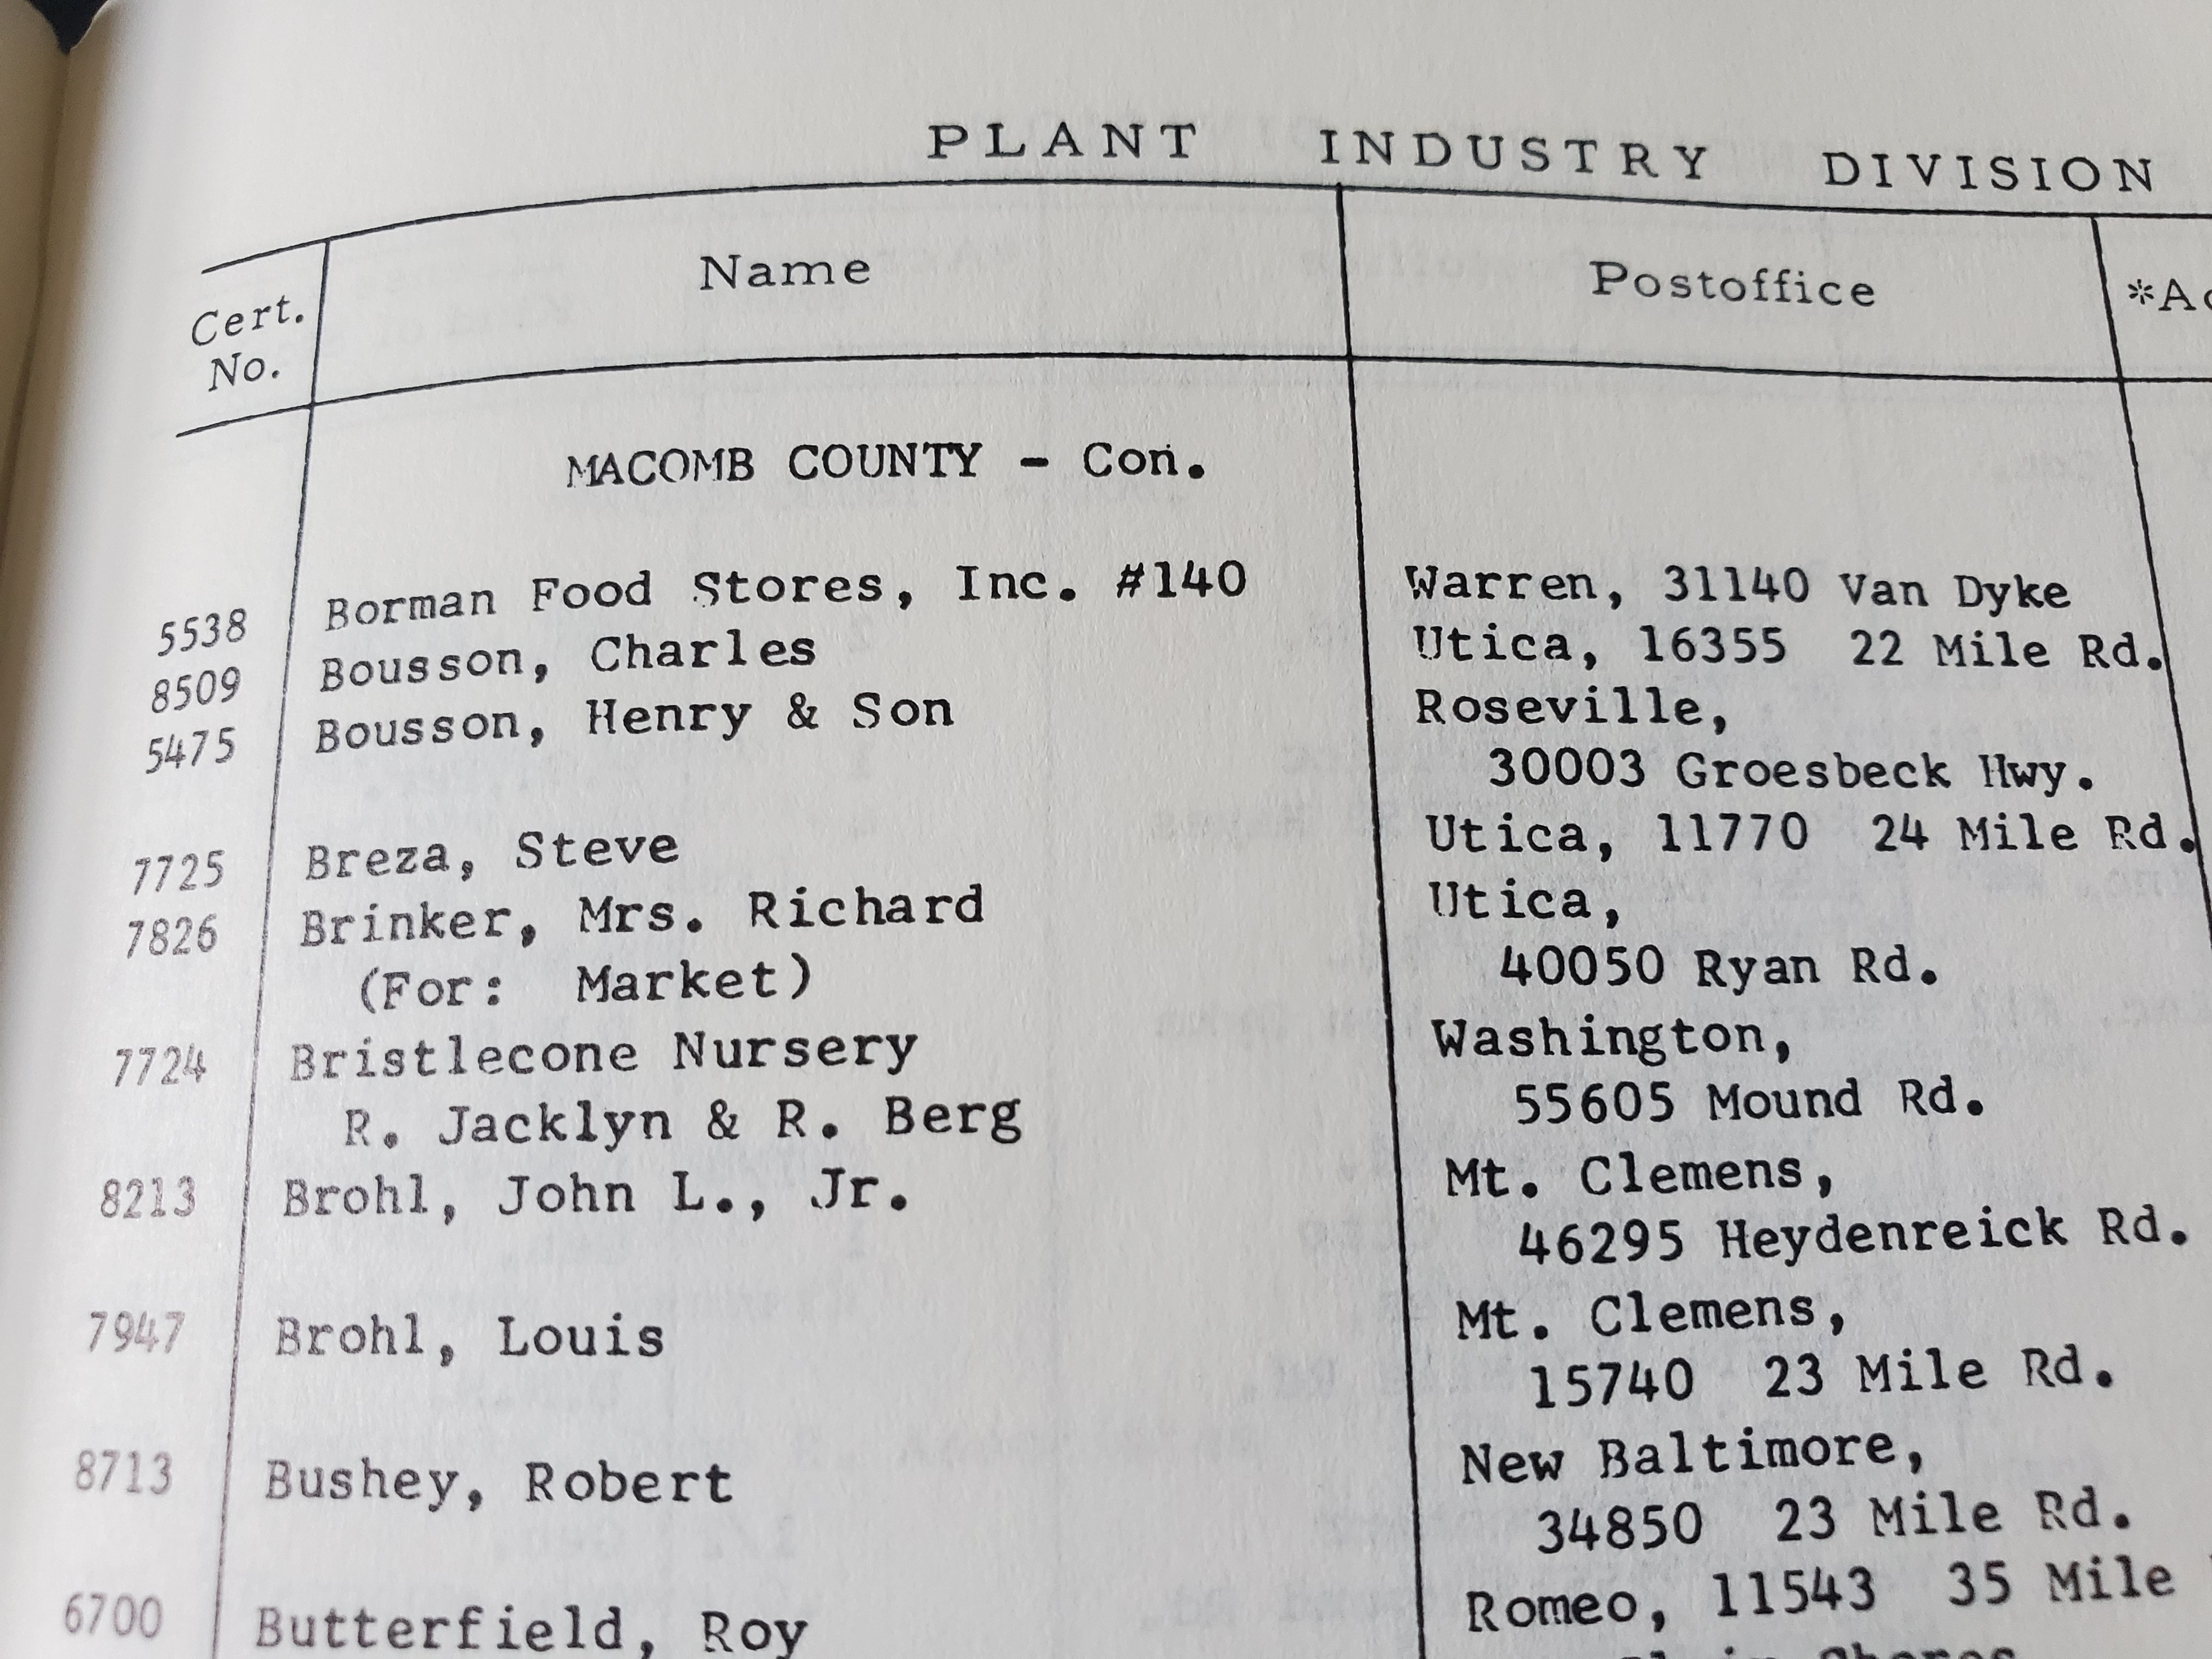 PLANT INDUSTRY DIVISION
Cert. No. Name Postoffice
MACOMB COUNTY - Con.
5538 Borman Food Stores, Inc. #140 Warren, 31140 Van Dyke
8509 Bousson, Charles Utica, 16355 22 Mile Rd.
5475 Bousson, Henry & Son Roseville,
30003 Groesbeck Hwy.
7725 Breza, Steve Utica, 11770 24 Mile Rd.
7826 Brinker, Mrs. Richard Utica,
(For: Market) 40050 Ryan Rd.
7724 Bristlecone Nursery Washington,
R. Jacklyn & R. Berg 55605 Mound Rd.
8213 Brohl, John L., Jr. Mt. Clemens,
46295 Heydenreick Rd.
7947 Brohl, Louis Mt. Clemens,
15740 23 Mile Rd.
8713 Bushey, Robert New Baltimore,
34850 23 Mile Rd.
6700 Butterfield, Roy Romeo, 11543 35 Mile